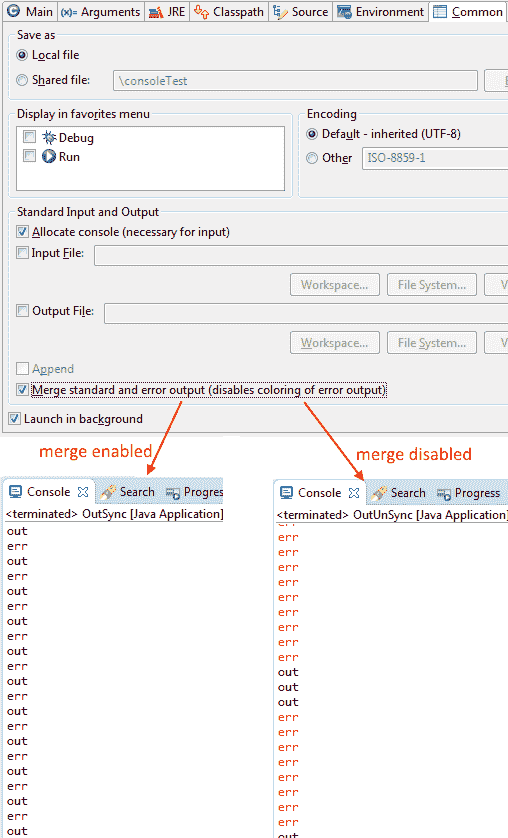 Main (x)= Arguments JRE Classpath Source Environment Common
Save as
Local file
Shared file: \consoleTest
Display in favorites menu
Debug
Run
Encoding
Default - inherited (UTF-8)
Other ISO-8859-1
Standard Input and Output
Allocate console (necessary for input)
Input File:
Workspace... File System...
Output File:
Workspace... File System...
Append
Merge standard and error output (disables coloring of error output)
Launch in background
merge enabled
merge disabled
Console Search Progres
<terminated> OutSync [Java Application]
out
err
out
err
out
err
out
err
out
err
out
err
out
err
out
err
out
err
out
err
out
Console Search Progress
<terminated> OutUnSync [Java Application]
err
err
err
err
err
err
err
err
err
err
out
out
out
err
err
err
err
err
err
err
err
out